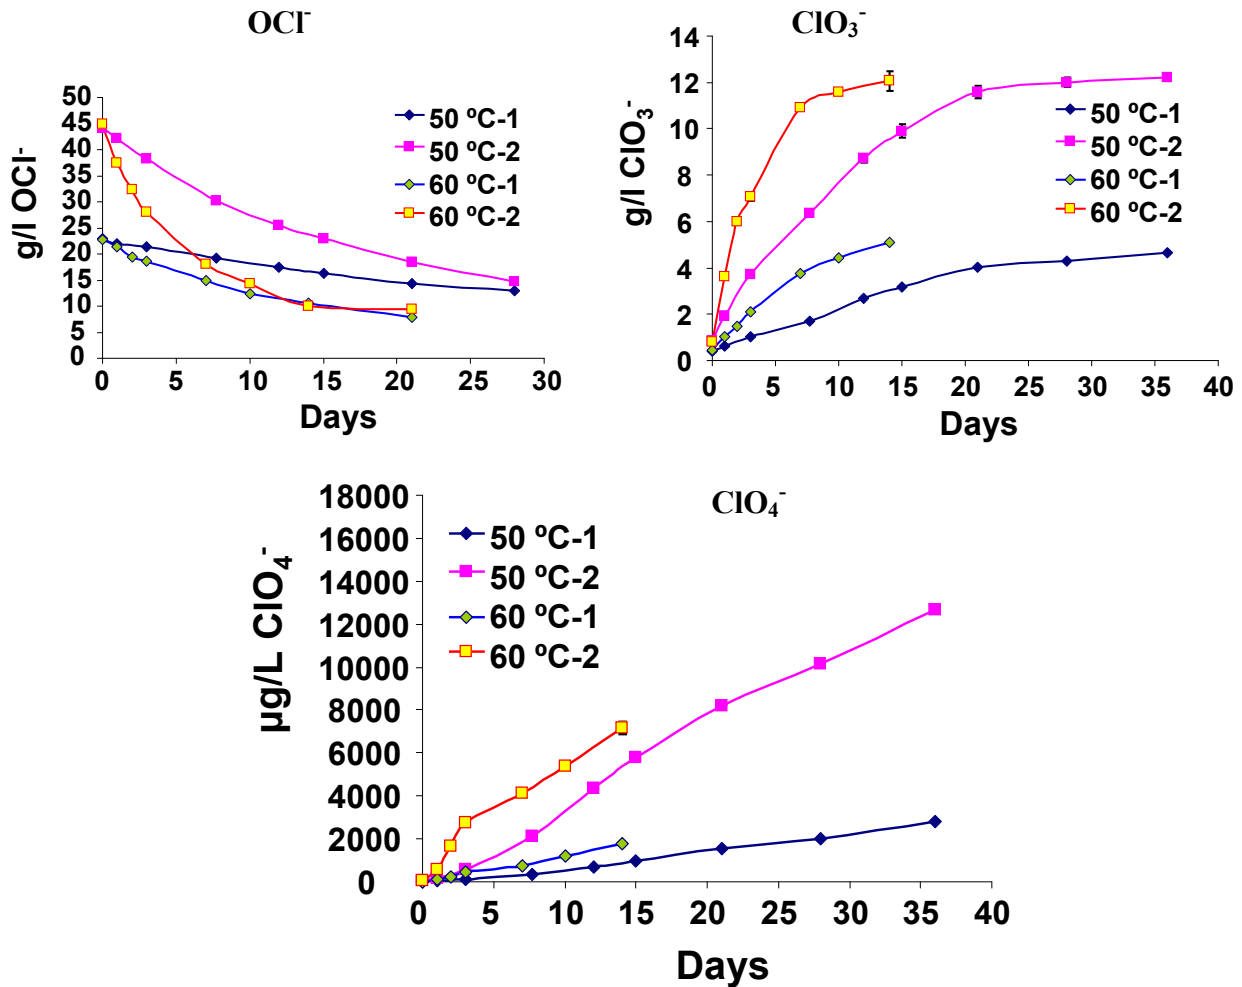 OCl⁻
g/l OCl⁻
50
45
40
35
30
25
20
15
10
5
0
0 5 10 15 20 25 30
Days
50 ºC-1
50 ºC-2
60 ºC-1
60 ºC-2
ClO₃⁻
g/l ClO₃⁻
14
12
10
8
6
4
2
0
0 5 10 15 20 25 30 35 40
Days
50 ºC-1
50 ºC-2
60 ºC-1
60 ºC-2
ClO₄⁻
µg/L ClO₄⁻
18000
16000
14000
12000
10000
8000
6000
4000
2000
0
0 5 10 15 20 25 30 35 40
Days
50 ºC-1
50 ºC-2
60 ºC-1
60 ºC-2